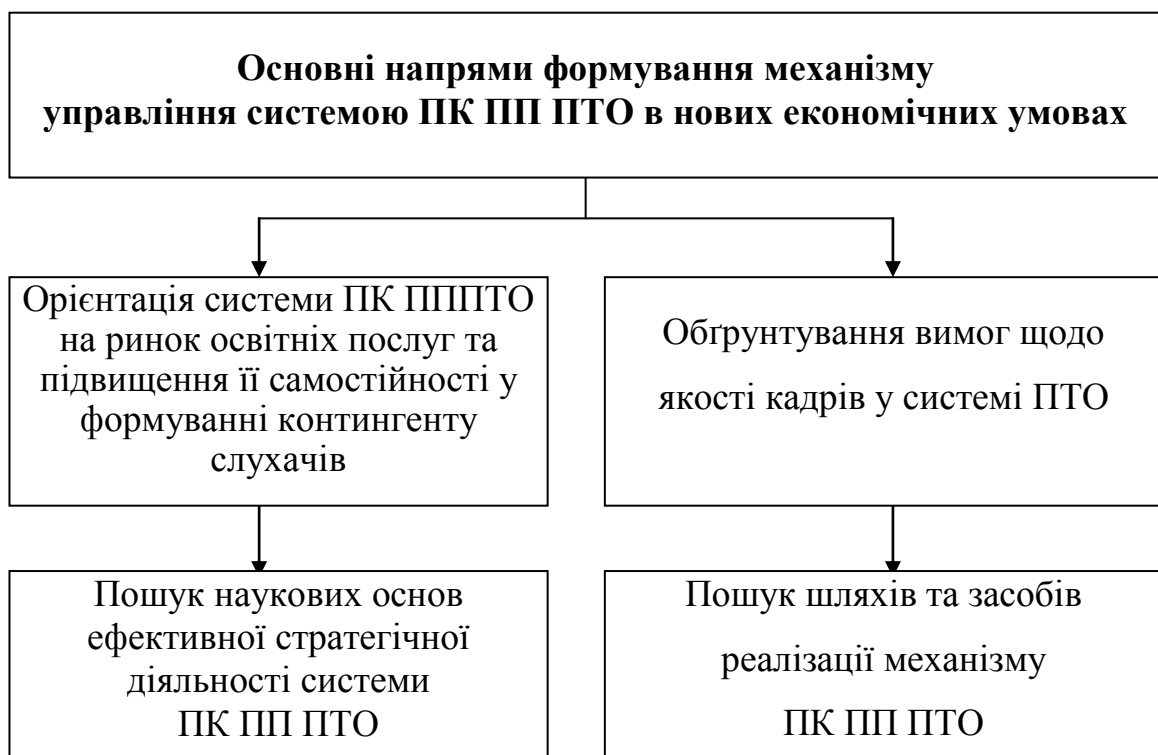 Основні напрями формування механізму
управління системою ПК ПП ПТО в нових економічних умовах
Орієнтація системи ПК ПППТО
на ринок освітніх послуг та
підвищення її самостійності у
формуванні контингенту
слухачів
Обґрунтування вимог щодо
якості кадрів у системі ПТО
Пошук наукових основ
ефективної стратегічної
діяльності системи
ПК ПП ПТО
Пошук шляхів та засобів
реалізації механізму
ПК ПП ПТО